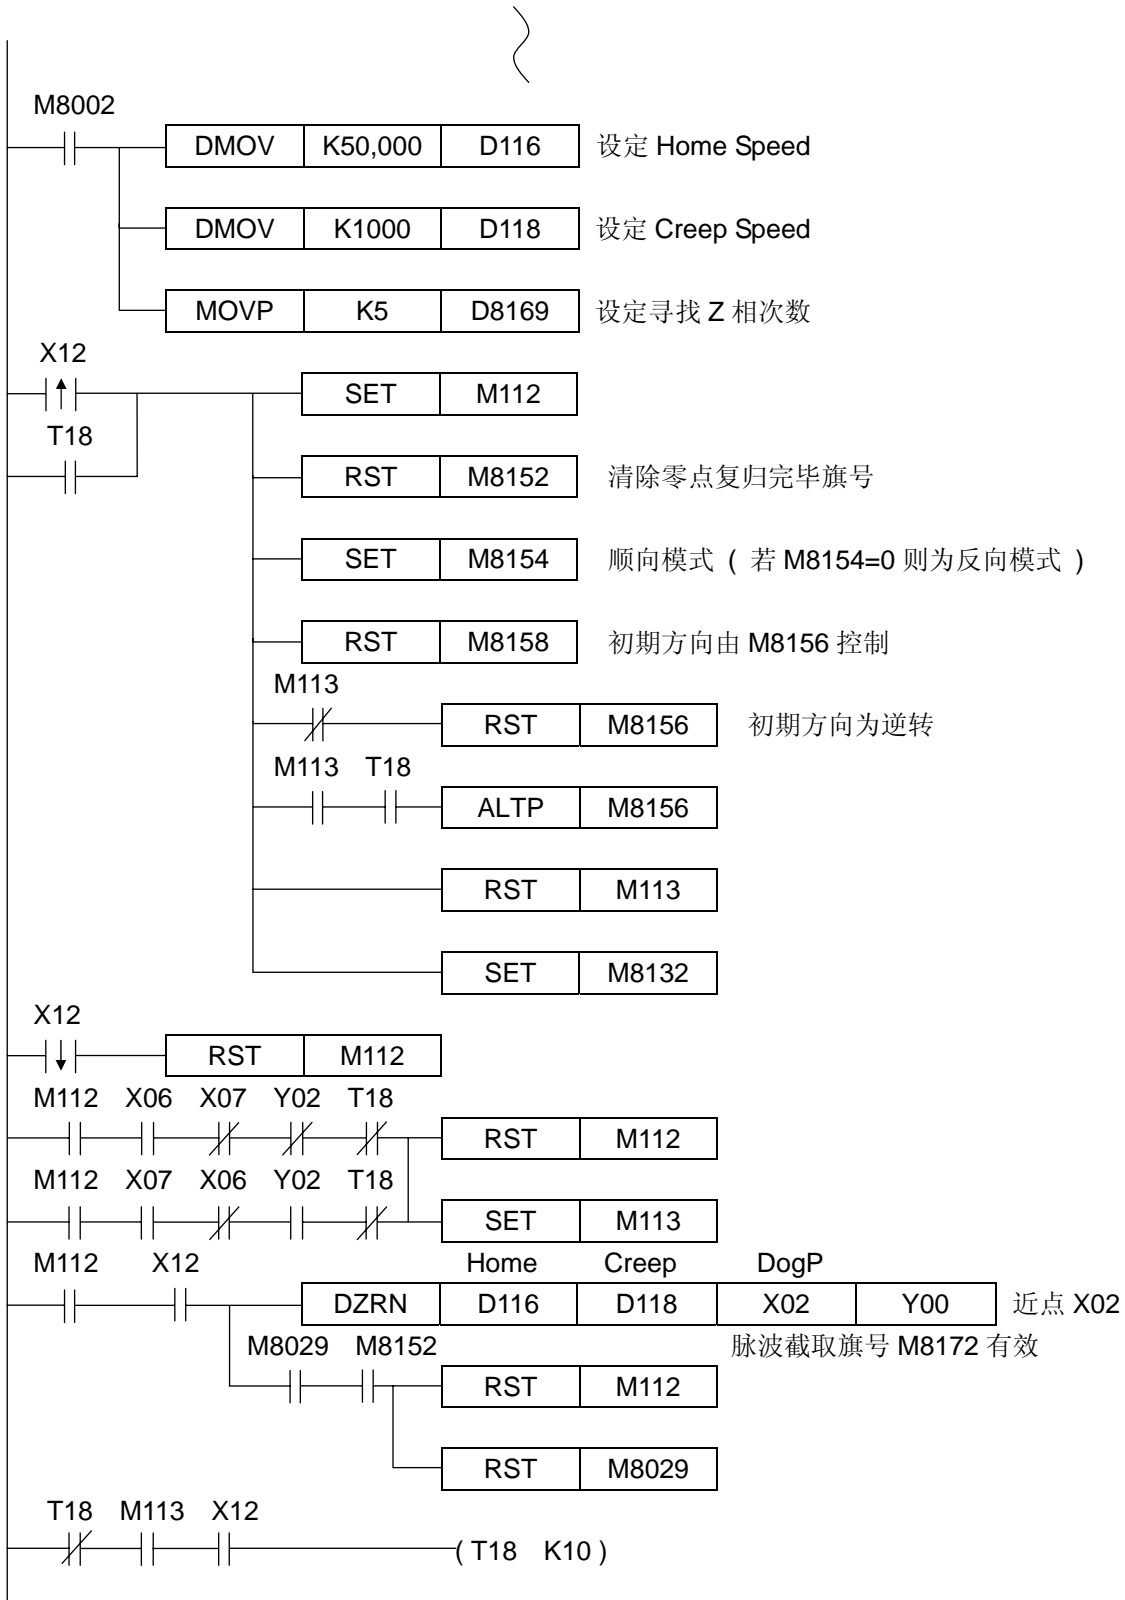 M8002
DMOV K50,000 D116 设定 Home Speed
DMOV K1000 D118 设定 Creep Speed
MOVP K5 D8169 设定寻找 Z 相次数
X12
SET M112
T18
RST M8152 清除零点复归完毕旗号
SET M8154 顺向模式 ( 若 M8154=0 则为反向模式 )
RST M8158 初期方向由 M8156 控制
M113
RST M8156 初期方向为逆转
M113 T18
ALTP M8156
RST M113
SET M8132
X12
RST M112
M112 X06 X07 Y02 T18
RST M112
M112 X07 X06 Y02 T18
SET M113
M112 X12 Home Creep DogP
DZRN D116 D118 X02 Y00 近点 X02
M8029 M8152 脉波截取旗号 M8172 有效
RST M112
RST M8029
T18 M113 X12
( T18 K10 )